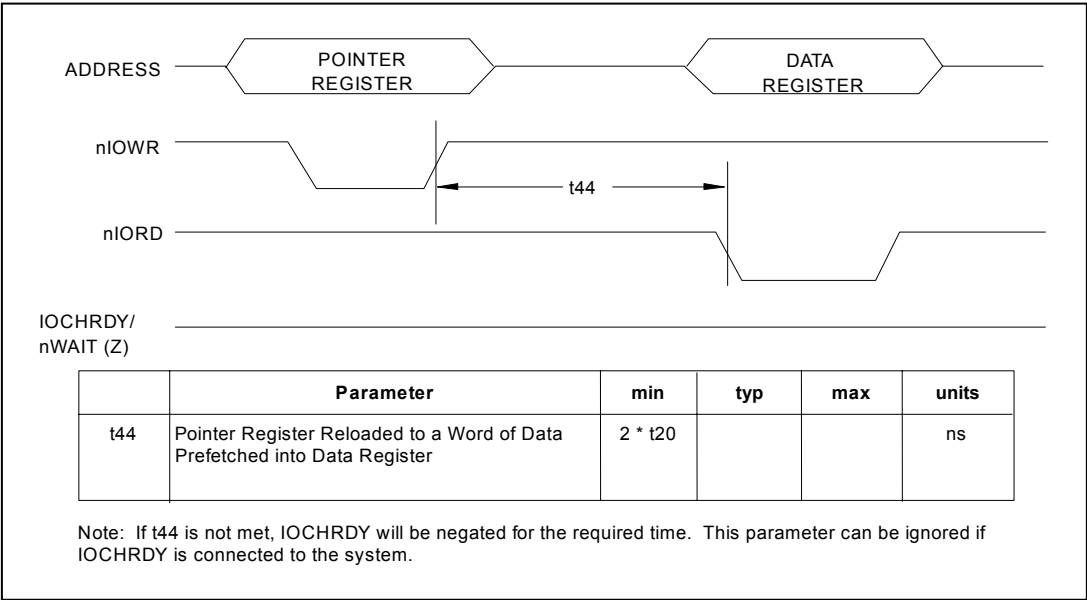 ADDRESS
POINTER
REGISTER
DATA
REGISTER
nIOWR
t44
nIORD
IOCHRDY/
nWAIT (Z)
Parameter min typ max units
t44 Pointer Register Reloaded to a Word of Data 2 * t20 ns
Prefetched into Data Register
Note: If t44 is not met, IOCHRDY will be negated for the required time. This parameter can be ignored if
IOCHRDY is connected to the system.